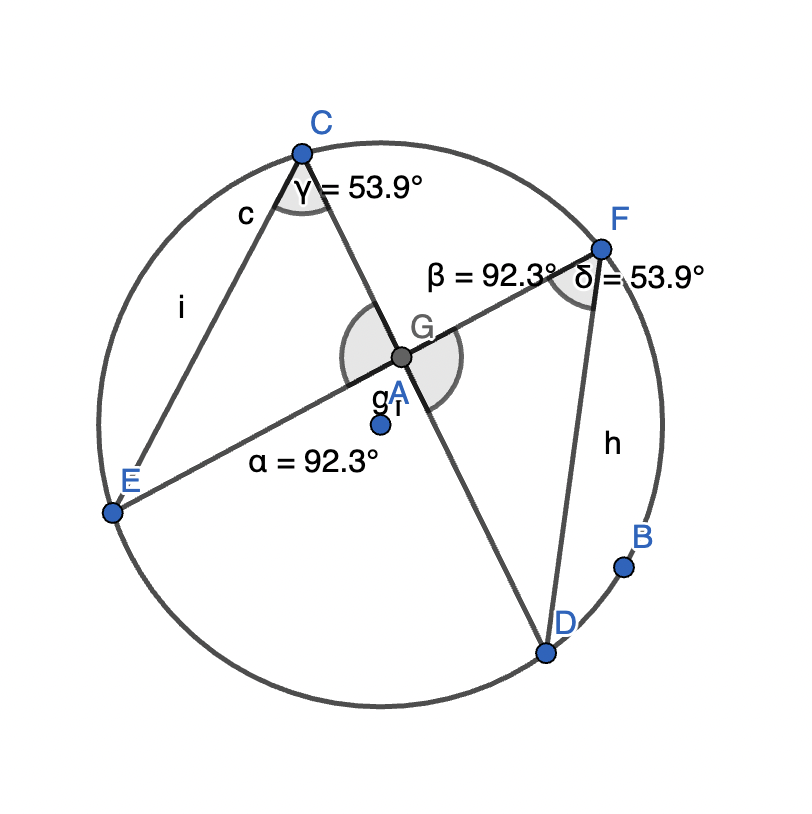 C
γ = 53.9°
c
F
β = 92.3°
δ = 53.9°
i
G
A
g
f
h
α = 92.3°
E
B
D